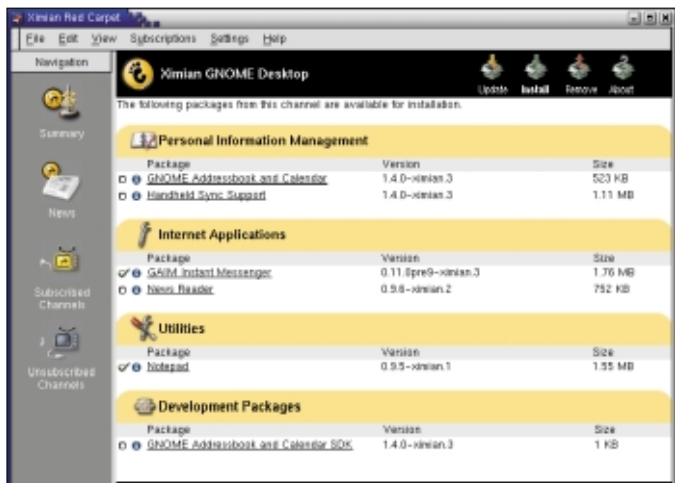 Ximian Red Carpet
File Edit View Subscriptions Settings Help
Navigation
Summary
News
Subscribed
Channels
Unsubscribed
Channels
Ximian GNOME Desktop
Update Install Remove About
The following packages from this channel are available for installation.
Personal Information Management
Package Version Size
GNOME Addressbook and Calendar 1.4.0-ximian.3 523 KB
Handheld Sync Support 1.4.0-ximian.3 1.11 MB
Internet Applications
Package Version Size
GAIM Instant Messenger 0.11.0pre9-ximian.3 1.76 MB
News Reader 0.9.6-ximian.2 752 KB
Utilities
Package Version Size
Notepad 0.9.5-ximian.1 1.55 MB
Development Packages
Package Version Size
GNOME Addressbook and Calendar SDK 1.4.0-ximian.3 1 KB